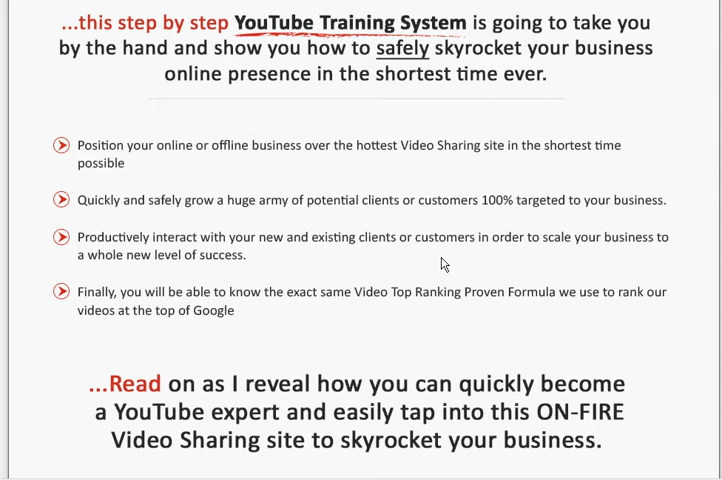 ...this step by step YouTube Training System is going to take you
by the hand and show you how to safely skyrocket your business
online presence in the shortest time ever.
Position your online or offline business over the hottest Video Sharing site in the shortest time
possible
Quickly and safely grow a huge army of potential clients or customers 100% targeted to your business.
Productively interact with your new and existing clients or customers in order to scale your business to
a whole new level of success.
Finally, you will be able to know the exact same Video Top Ranking Proven Formula we use to rank our
videos at the top of Google
...Read on as I reveal how you can quickly become
a YouTube expert and easily tap into this ON-FIRE
Video Sharing site to skyrocket your business.